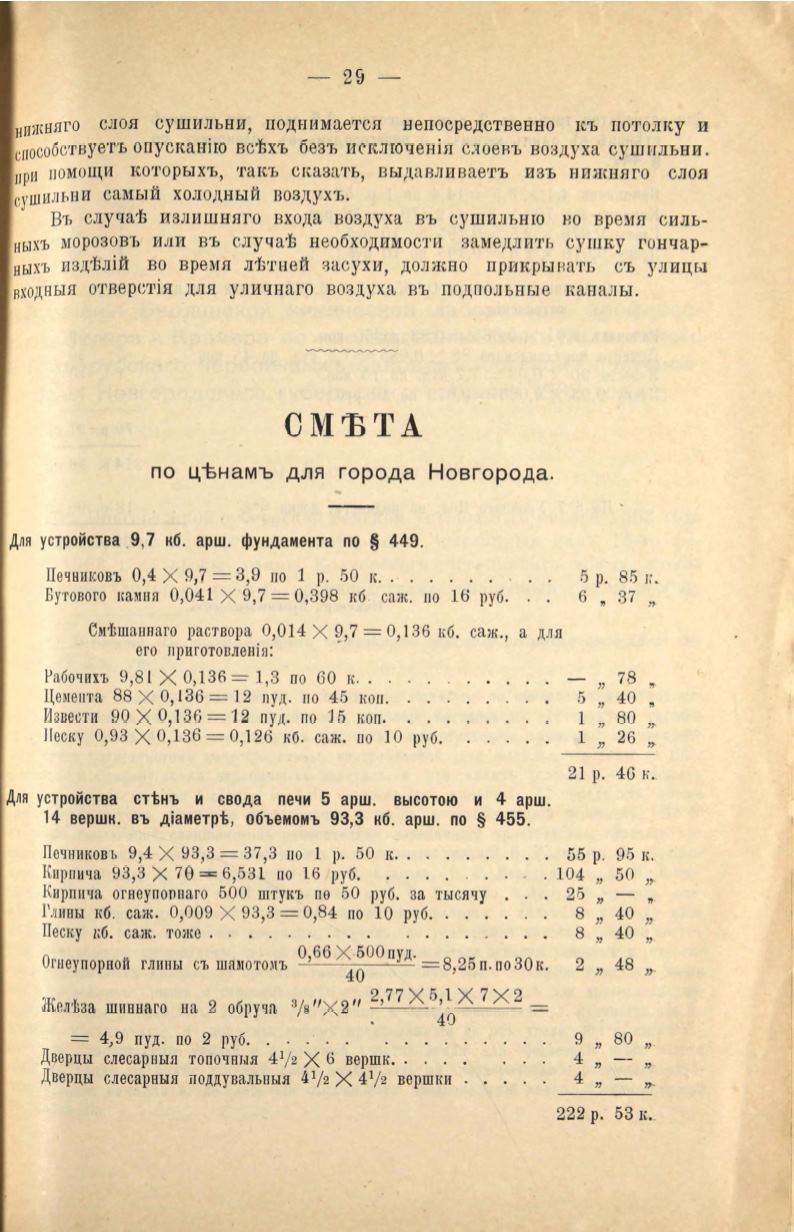 — 29 —
нижняго слоя сушильни, поднимается непосредственно къ потолку и
способствуетъ опусканію всѣхъ безъ исключенія слоевъ воздуха сушильни.
при помощи которыхъ, такъ сказать, выдавливаетъ изъ нижняго слоя
сушильни самый холодный воздухъ.
Въ случаѣ излишняго входа воздуха въ сушильню во время силь-
ныхъ морозовъ или въ случаѣ необходимости замедлить сушку гончар-
ныхъ издѣлій во время лѣтней засухи, должно прикрывать съ улицы
входныя отверстія для уличнаго воздуха въ подпольные каналы.
СМѢТА
по цѣнамъ для города Новгорода.
Для устройства 9,7 кб. арш. фундамента по § 449.
Печниковъ 0,4 × 9,7 = 3,9 по 1 р. 50 к. . . . . . . . . . 5 р. 85 к.
Бутового камня 0,041 × 9,7 = 0,398 кб саж. по 16 руб. . . 6 „ 37 „
Смѣшаннаго раствора 0,014 × 9,7 = 0,136 кб. саж., а для
его приготовленія:
Рабочихъ 9,81 × 0,136 = 1,3 по 60 к. . . . . . . . . . . — „ 78 „
Цемента 88 × 0,136 = 12 пуд. по 45 коп. . . . . . . . . 5 „ 40 „
Извести 90 × 0,136 = 12 пуд. по 15 коп. . . . . . . . . 1 „ 80 „
Песку 0,93 × 0,136 = 0,126 кб. саж. по 10 руб. . . . . . 1 „ 26 „
21 р. 46 к.
Для устройства стѣнъ и свода печи 5 арш. высотою и 4 арш.
14 вершк. въ діаметрѣ, объемомъ 93,3 кб. арш. по § 455.
Печниковъ 9,4 × 93,3 = 37,3 по 1 р. 50 к. . . . . . . . . 55 р. 95 к.
Кирпича 93,3 × 70 = 6,531 по 16 руб. . . . . . . . . . 104 „ 50 „
Кирпича огнеупорнаго 500 штукъ по 50 руб. за тысячу . . . 25 „ — „
Глины кб. саж. 0,009 × 93,3 = 0,84 по 10 руб. . . . . . . 8 „ 40 „
Песку кб. саж. тоже . . . . . . . . . . . . . . . . 8 „ 40 „
Огнеупорной глины съ шамотомъ 0,66 × 500 пуд. / 40 = 8,25 п. по 30 к. 2 „ 48 „
Желѣза шиннаго на 2 обруча ³/₈″ × 2″ 2,77 × 5,1 × 7 × 2 / 40 =
= 4,9 пуд. по 2 руб. . . . . . . . . . . . . . . . 9 „ 80 „
Дверцы слесарныя топочныя 4¹/₂ × 6 вершк. . . . . . . . 4 „ — „
Дверцы слесарныя поддувальныя 4¹/₂ × 4¹/₂ вершки . . . . . 4 „ — „
222 р. 53 к.